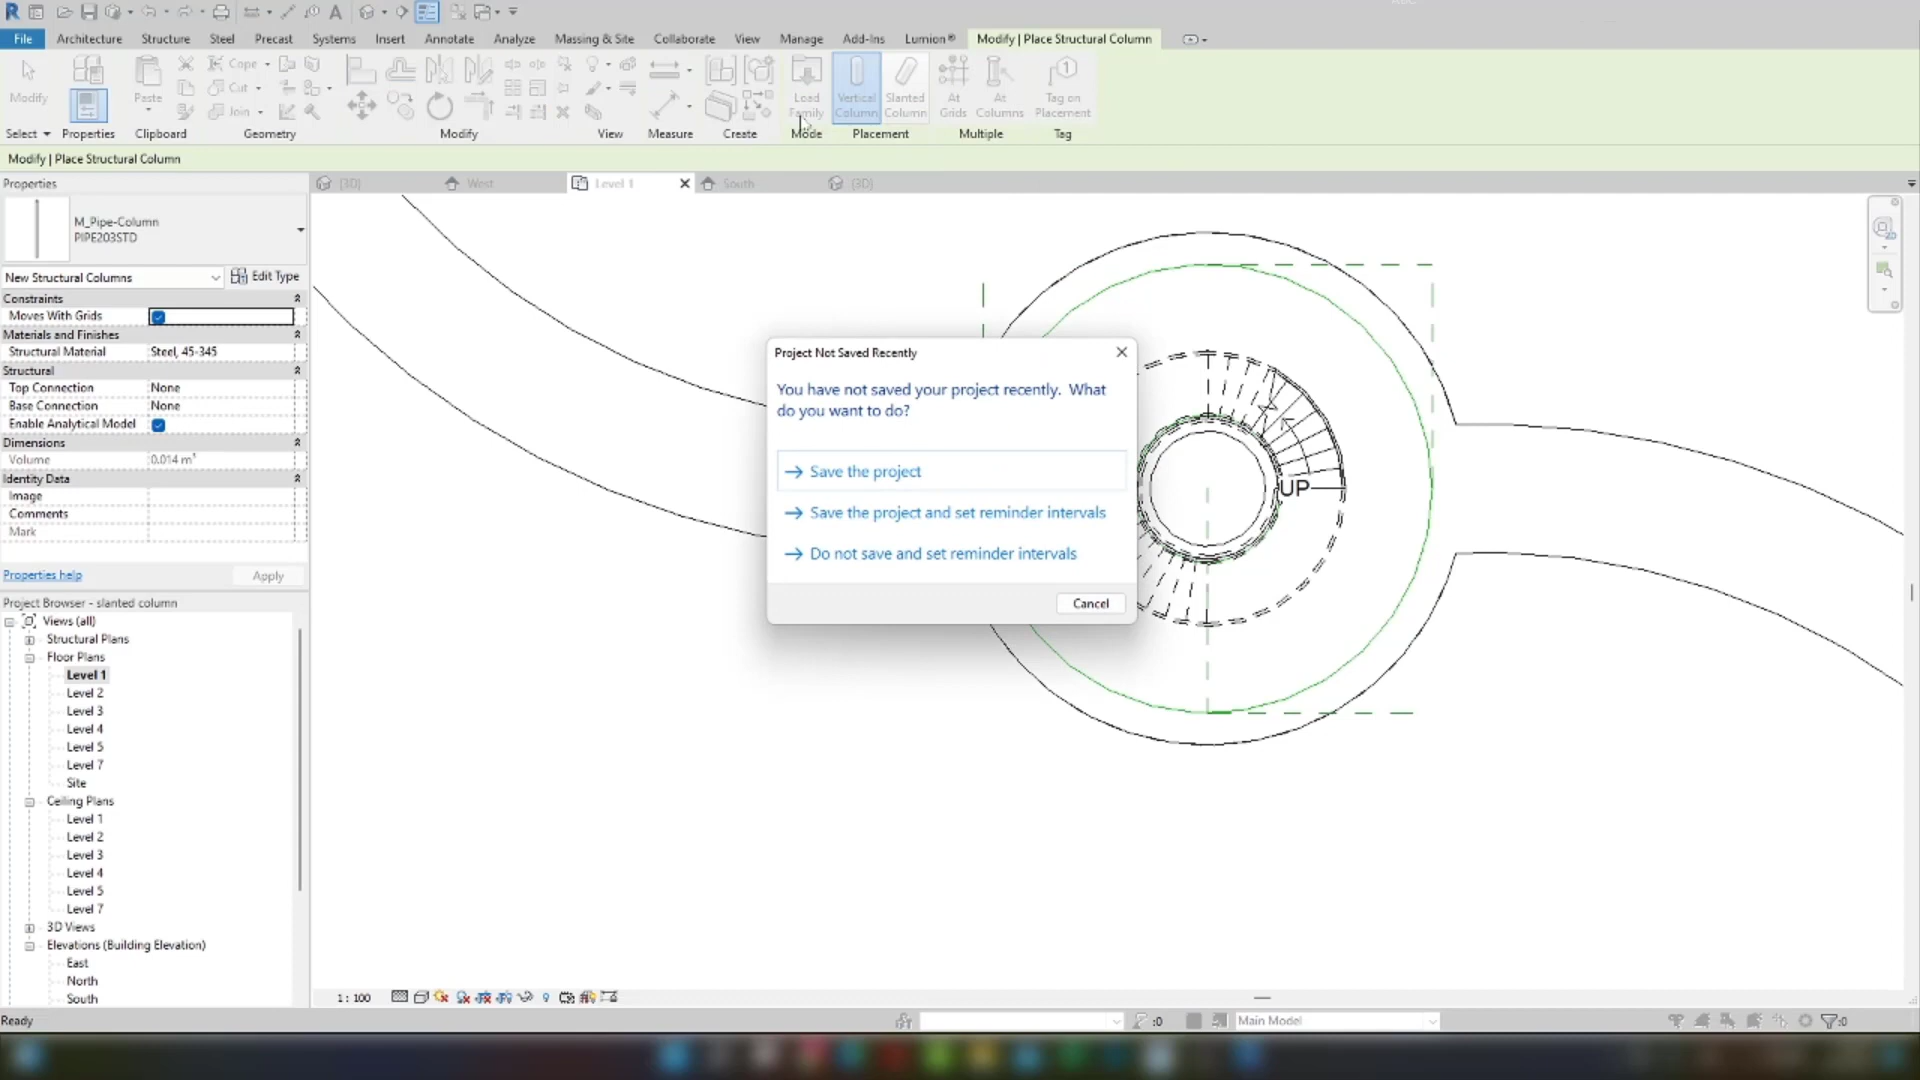 File Architecture Structure Steel Precast Systems Insert Annotate Analyze Massing & Site Collaborate View Manage Add-Ins Lumion® Modify | Place Structural Column
Modify Paste Cope Cut Join Load Family Vertical Column Slanted Column At Grids At Columns Tag on Placement
Select Properties Clipboard Geometry Modify View Measure Create Mode Placement Multiple Tag
Modify | Place Structural Column
Properties
{3D} West Level 1 South {3D}
M_Pipe-Column
PIPE203STD
New Structural Columns Edit Type
Constraints
Moves With Grids
Materials and Finishes
Structural Material Steel, 45-345
Structural
Top Connection None
Base Connection None
Enable Analytical Model
Dimensions
Volume 0.014 m³
Identity Data
Image
Comments
Mark
Properties help Apply
Project Not Saved Recently
You have not saved your project recently. What
do you want to do?
Save the project
Save the project and set reminder intervals
Do not save and set reminder intervals
Cancel
UP
Project Browser - slanted column
Views (all)
Structural Plans
Floor Plans
Level 1
Level 2
Level 3
Level 4
Level 5
Level 7
Site
Ceiling Plans
Level 1
Level 2
Level 3
Level 4
Level 5
Level 7
3D Views
Elevations (Building Elevation)
East
North
South
1 : 100
Ready :0 Main Model :0